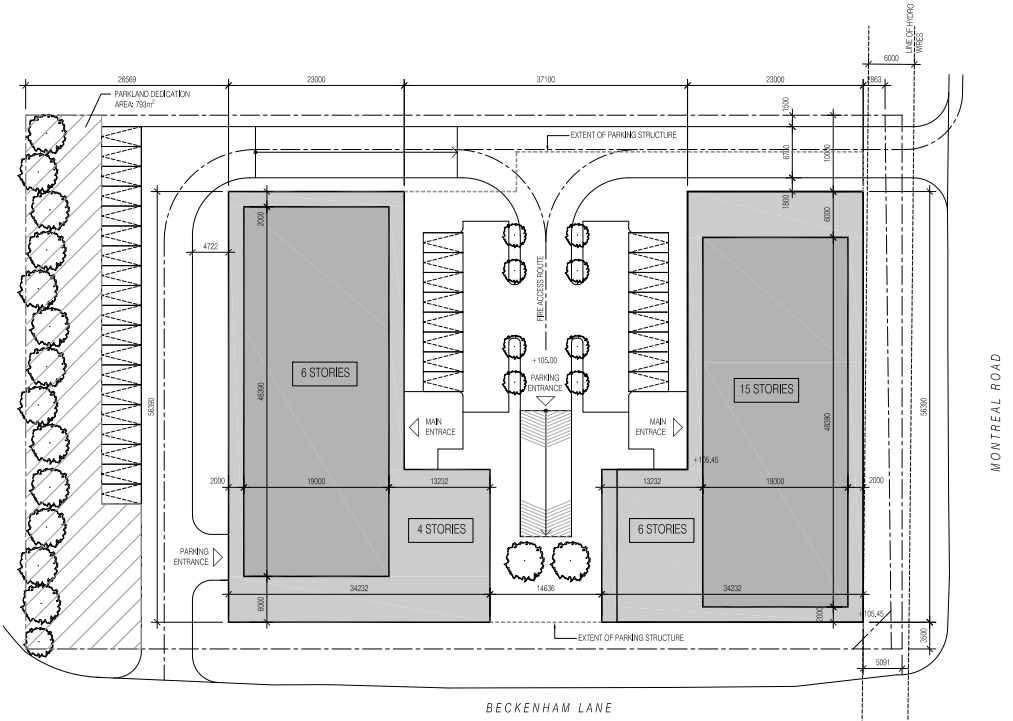 LINE OF HYDRO
WIRES
6000
26569
23000
37100
23000
2863
PARKLAND DEDICATION
AREA: 793m²
1500
EXTENT OF PARKING STRUCTURE
6700
10000
1800
6000
2000
4722
FIRE ACCESS ROUTE
+105.00
PARKING
ENTRANCE
6 STORIES
15 STORIES
MONTREAL ROAD
56390
48390
48390
56390
MAIN
ENTRACE
MAIN
ENTRACE
+105.45
2000
19000
13232
13232
19000
2000
4 STORIES
6 STORIES
PARKING
ENTRANCE
34232
14636
34232
6000
2000
+105.45
3500
EXTENT OF PARKING STRUCTURE
5091
BECKENHAM LANE